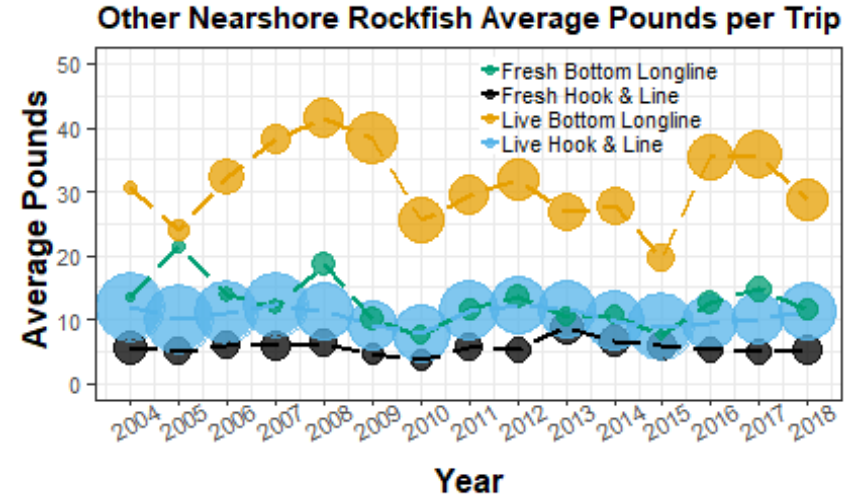 Other Nearshore Rockfish Average Pounds per Trip
50
40
30
20
10
0
Average Pounds
Fresh Bottom Longline
Fresh Hook & Line
Live Bottom Longline
Live Hook & Line
2004 2005 2006 2007 2008 2009 2010 2011 2012 2013 2014 2015 2016 2017 2018
Year